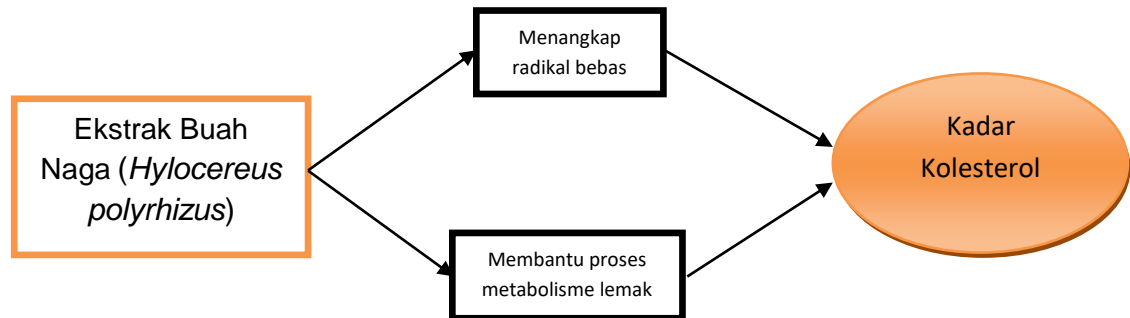 Menangkap
radikal bebas
Ekstrak Buah
Naga (Hylocereus
polyrhizus)
Kadar
Kolesterol
Membantu proses
metabolisme lemak